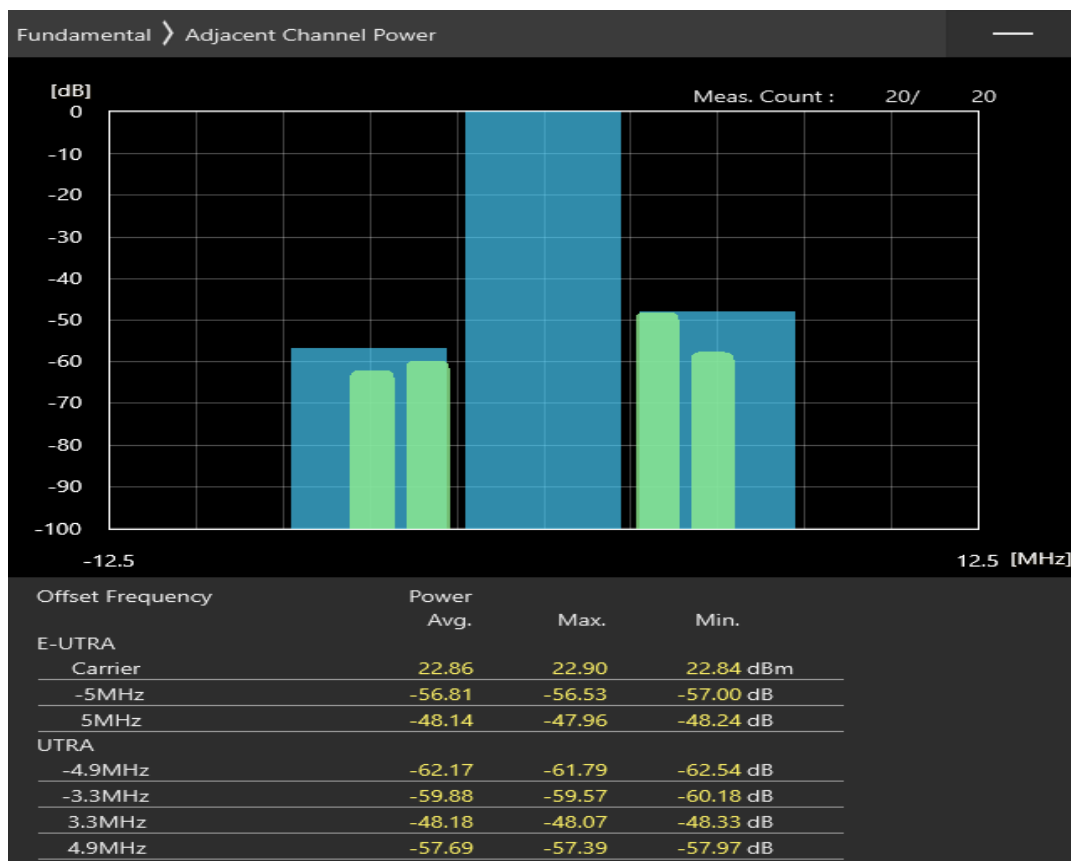 Fundamental ❯ Adjacent Channel Power
[dB]
Meas. Count : 20/ 20
0
-10
-20
-30
-40
-50
-60
-70
-80
-90
-100
-12.5 12.5 [MHz]
Offset Frequency Power
Avg. Max. Min.
E-UTRA
Carrier 22.86 22.90 22.84 dBm
-5MHz -56.81 -56.53 -57.00 dB
5MHz -48.14 -47.96 -48.24 dB
UTRA
-4.9MHz -62.17 -61.79 -62.54 dB
-3.3MHz -59.88 -59.57 -60.18 dB
3.3MHz -48.18 -48.07 -48.33 dB
4.9MHz -57.69 -57.39 -57.97 dB